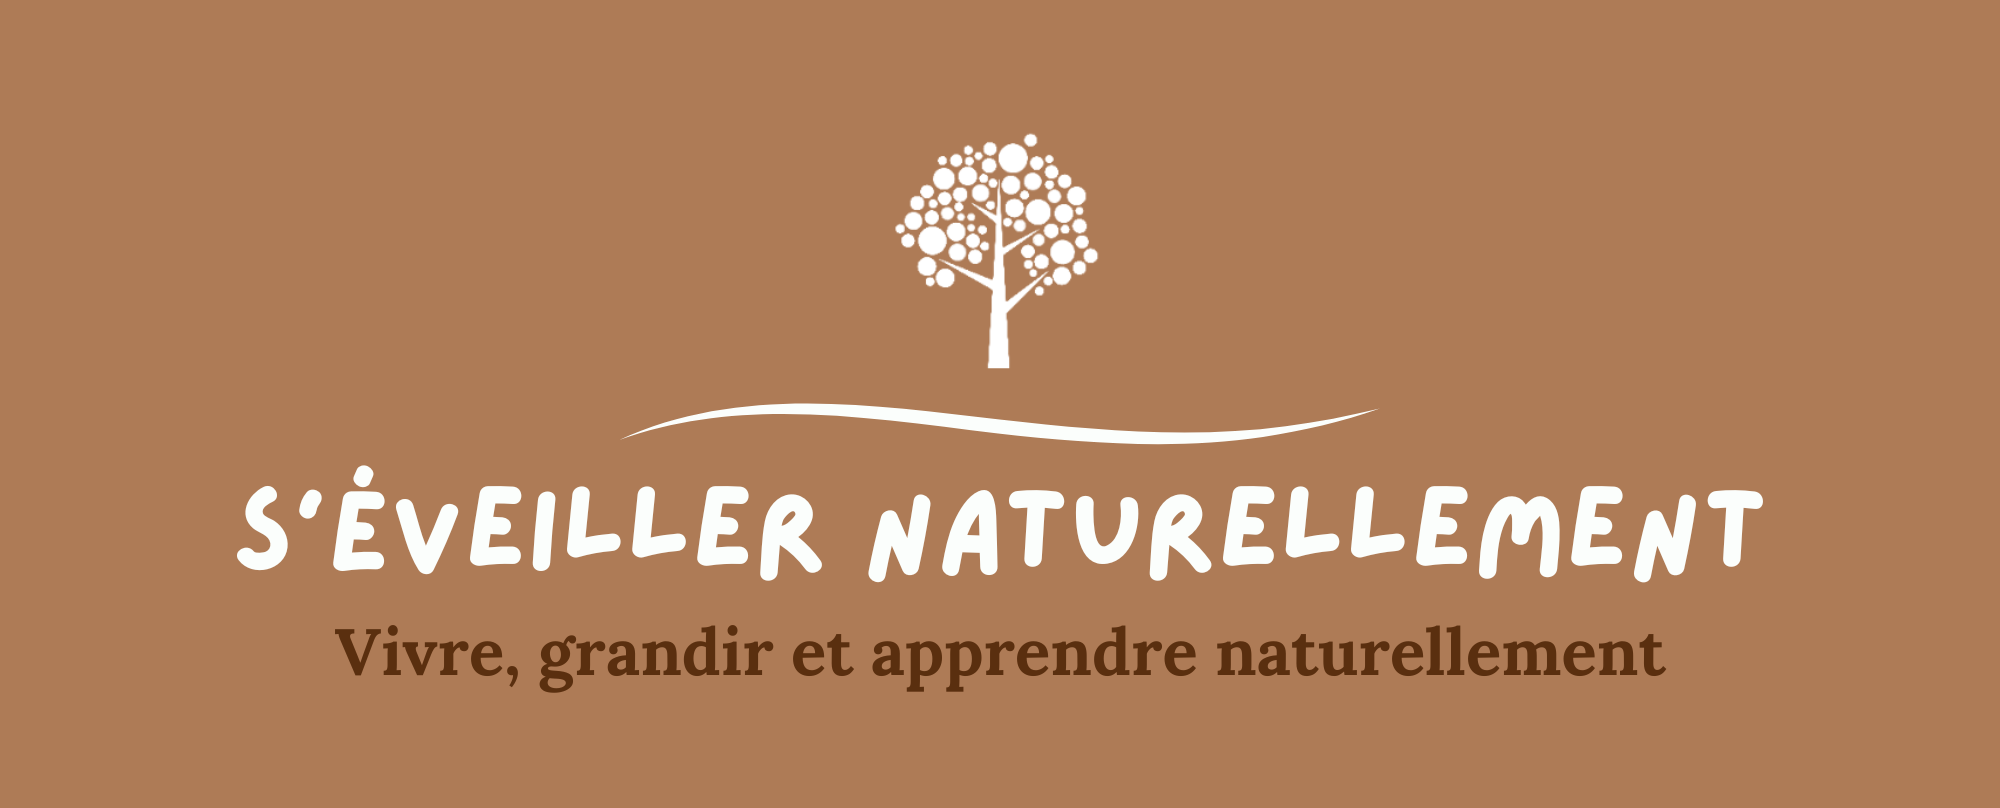 S'ÉVEILLER NATURELLEMENT
Vivre, grandir et apprendre naturellement